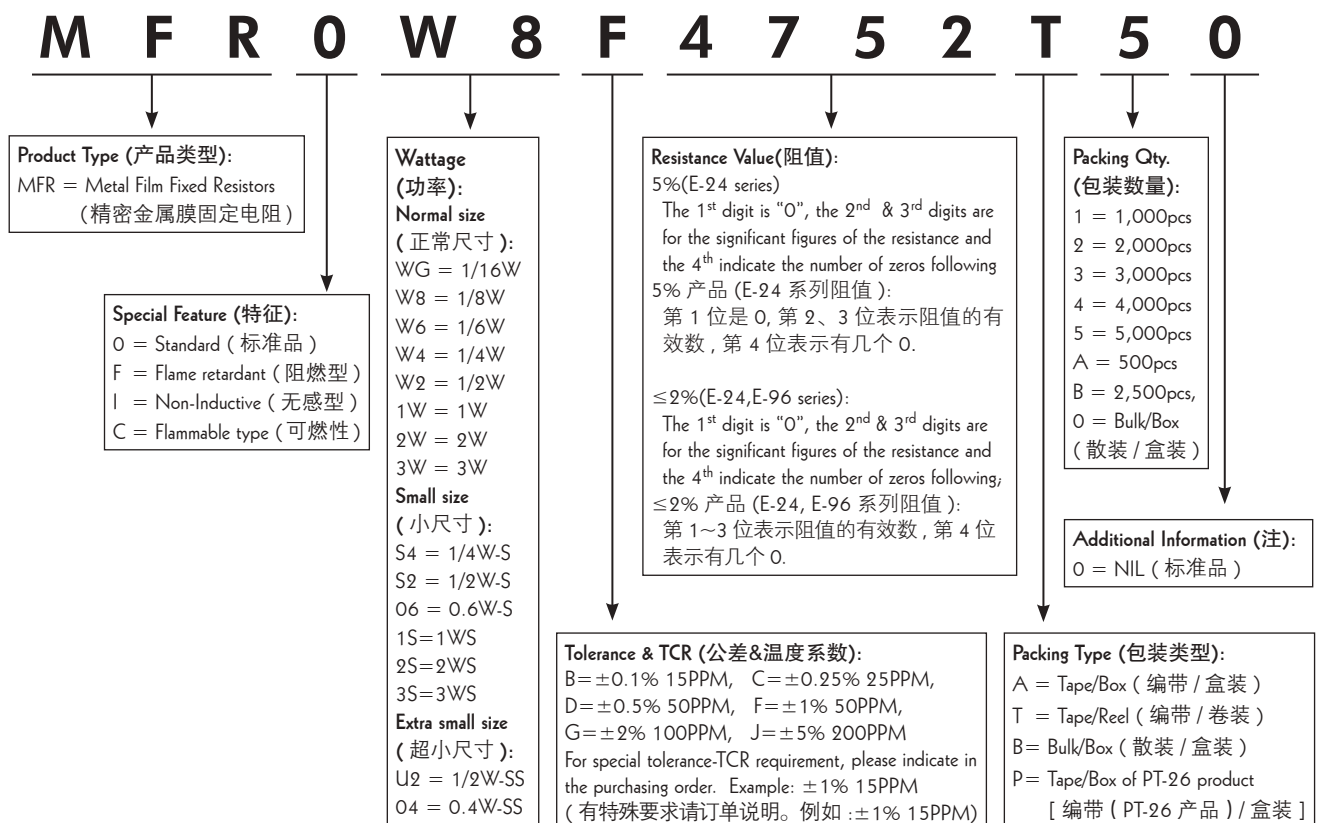 M F R 0 W 8 F 4 7 5 2 T 5 0
Product Type (产品类型):
MFR = Metal Film Fixed Resistors
(精密金属膜固定电阻)
Special Feature (特征):
0 = Standard ( 标准品 )
F = Flame retardant ( 阻燃型 )
I = Non-Inductive ( 无感型 )
C = Flammable type ( 可燃性 )
Wattage
(功率):
Normal size
( 正常尺寸 ):
WG = 1/16W
W8 = 1/8W
W6 = 1/6W
W4 = 1/4W
W2 = 1/2W
1W = 1W
2W = 2W
3W = 3W
Small size
( 小尺寸 ):
S4 = 1/4W-S
S2 = 1/2W-S
06 = 0.6W-S
1S=1WS
2S=2WS
3S=3WS
Extra small size
( 超小尺寸 ):
U2 = 1/2W-SS
04 = 0.4W-SS
Tolerance & TCR (公差&温度系数):
B=±0.1% 15PPM, C=±0.25% 25PPM,
D=±0.5% 50PPM, F=±1% 50PPM,
G=±2% 100PPM, J=±5% 200PPM
For special tolerance-TCR requirement, please indicate in
the purchasing order. Example: ±1% 15PPM
( 有特殊要求请订单说明。例如 :±1% 15PPM)
Resistance Value(阻值):
5%(E-24 series)
The 1st digit is "0", the 2nd & 3rd digits are
for the significant figures of the resistance and
the 4th indicate the number of zeros following
5% 产品 (E-24 系列阻值 ):
第 1 位是 0, 第 2、3 位表示阻值的有
效数 , 第 4 位表示有几个 0.
≤2%(E-24,E-96 series):
The 1st digit is "0", the 2nd & 3rd digits are
for the significant figures of the resistance and
the 4th indicate the number of zeros following;
≤2% 产品 (E-24, E-96 系列阻值 ):
第 1~3 位表示阻值的有效数 , 第 4 位
表示有几个 0.
Packing Type (包装类型):
A = Tape/Box ( 编带 / 盒装 )
T = Tape/Reel ( 编带 / 卷装 )
B= Bulk/Box ( 散装 / 盒装 )
P= Tape/Box of PT-26 product
[ 编带 ( PT-26 产品 ) / 盒装 ]
Packing Qty.
(包装数量):
1 = 1,000pcs
2 = 2,000pcs
3 = 3,000pcs
4 = 4,000pcs
5 = 5,000pcs
A = 500pcs
B = 2,500pcs,
0 = Bulk/Box
( 散装 / 盒装 )
Additional Information (注):
0 = NIL ( 标准品 )